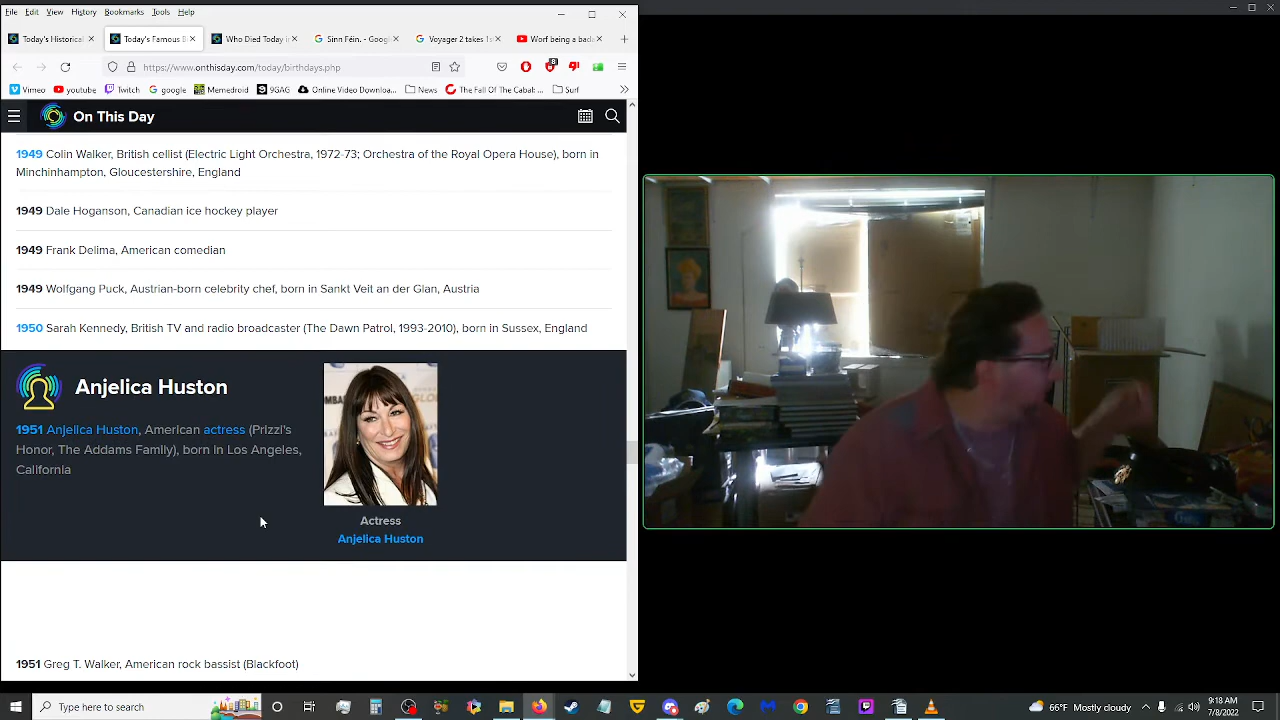 File Edit View History Bookmarks Tools Help
Today's Historical
Today's Famous B
Who Died Today in
Sinn Féin. - Googl
Voyager 2 takes 1s
Worf being a bada
https://www.onthisday.com/today/birthdays.php
8
Vimeo youtube Twitch google Memedroid 9GAG Online Video Downloa... News The Fall Of The Cabal:... Surf
On This Day
1949 Colin Walker, British cellist (Electric Light Orchestra, 1972-73; Orchestra of the Royal Opera House), born in
Minchinhampton, Gloucestershire, England
1949 Dale Hoganson, Canadian ice hockey player
1949 Frank Delima, American comedian
1949 Wolfgang Puck, Austrian-born celebrity chef, born in Sankt Veit an der Glan, Austria
1950 Sarah Kennedy, British TV and radio broadcaster (The Dawn Patrol, 1993-2010), born in Sussex, England
Anjelica Huston
1951 Anjelica Huston, American actress (Prizzi's
Honor, The Addams Family), born in Los Angeles,
California
Actress
Anjelica Huston
1951 Greg T. Walker, American rock bassist (Blackfoot)
Type here to search
66°F Mostly cloudy
9:18 AM
7/8/2022